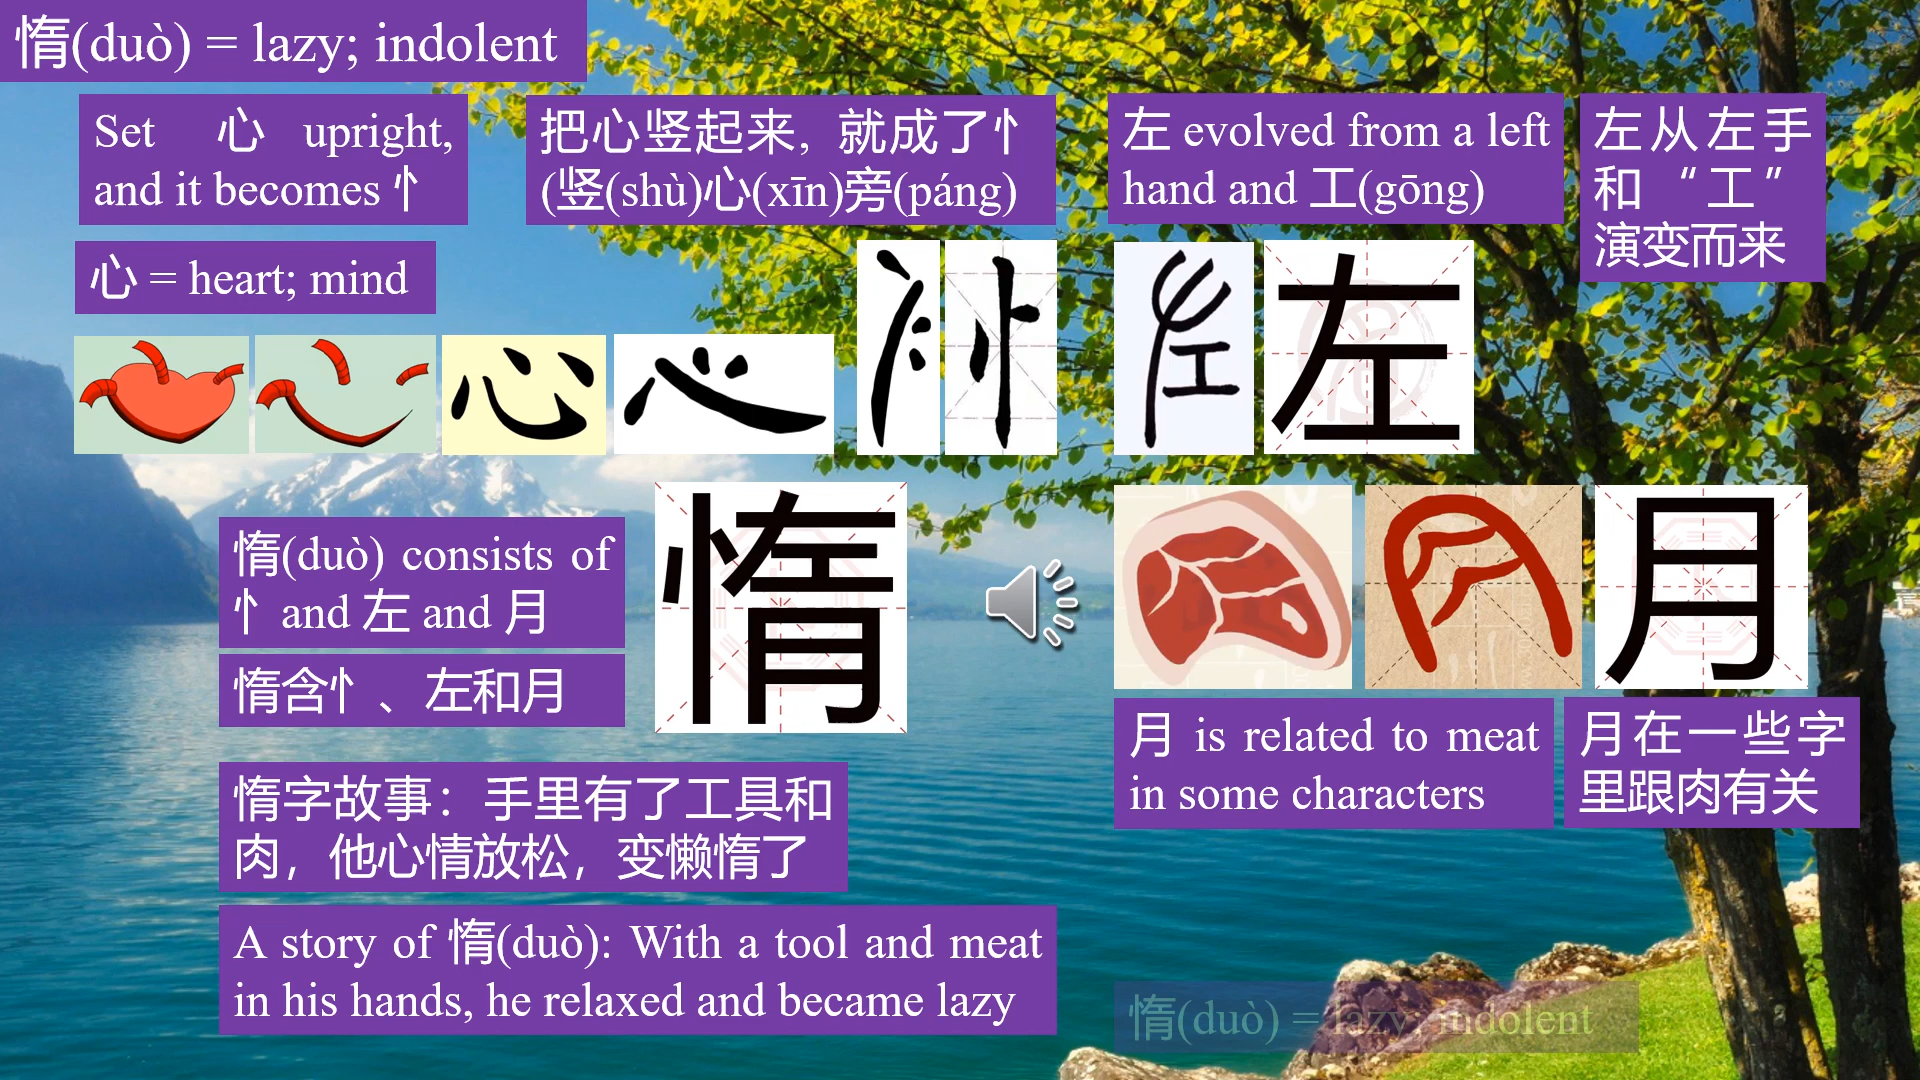 惰(duò) = lazy; indolent
Set 心 upright,
and it becomes 忄
把心竖起来，就成了忄
(竖(shù)心(xīn)旁(páng)
左 evolved from a left
hand and 工(gōng)
左从左手
和“工”
演变而来
心 = heart; mind
心
心
左
惰(duò) consists of
忄 and 左 and 月
惰含忄、左和月
惰
月
月 is related to meat
in some characters
月在一些字
里跟肉有关
惰字故事：手里有了工具和
肉，他心情放松，变懒惰了
A story of 惰(duò): With a tool and meat
in his hands, he relaxed and became lazy
惰(duò) = lazy; indolent